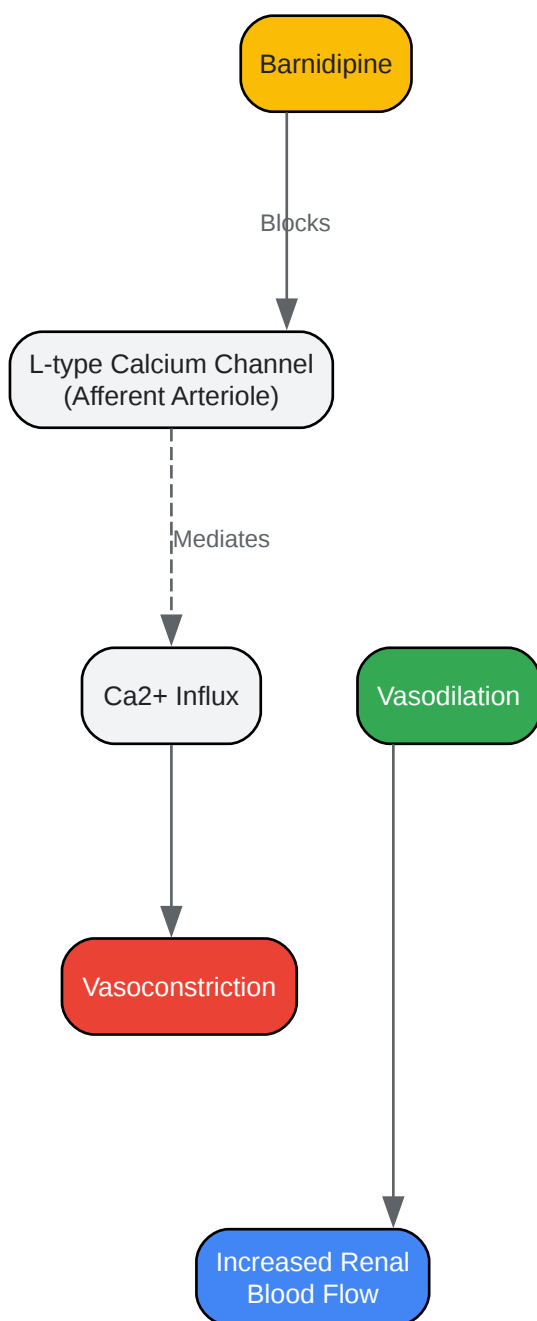 Barnidipine
Blocks
L-type Calcium Channel
(Afferent Arteriole)
Mediates
Ca2+ Influx
Vasodilation
Vasoconstriction
Increased Renal
Blood Flow